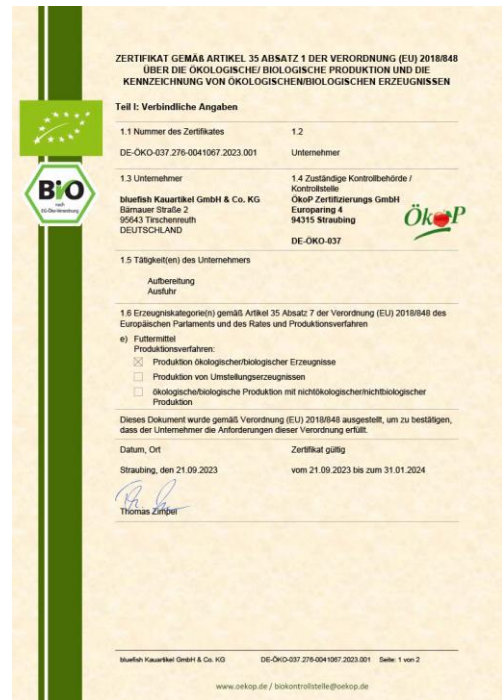 ZERTIFIKAT GEMÄß ARTIKEL 35 ABSATZ 1 DER VERORDNUNG (EU) 2018/848
ÜBER DIE ÖKOLOGISCHE/ BIOLOGISCHE PRODUKTION UND DIE
KENNZEICHNUNG VON ÖKOLOGISCHEN/BIOLOGISCHEN ERZEUGNISSEN
Teil I: Verbindliche Angaben
1.1 Nummer des Zertifikates
DE-ÖKO-037.276-0041067.2023.001
1.2
Unternehmer
Bio
nach
EG-Öko-Verordnung
1.3 Unternehmer
bluefish Kauartikel GmbH & Co. KG
Bärnauer Straße 2
95643 Tirschenreuth
DEUTSCHLAND
1.4 Zuständige Kontrollbehörde /
Kontrollstelle
ÖkoP Zertifizierungs GmbH
Europaring 4
94315 Straubing
DE-ÖKO-037
ÖkoP
1.5 Tätigkeit(en) des Unternehmers
Aufbereitung
Ausfuhr
1.6 Erzeugniskategorie(n) gemäß Artikel 35 Absatz 7 der Verordnung (EU) 2018/848 des
Europäischen Parlaments und des Rates und Produktionsverfahren
e) Futtermittel
Produktionsverfahren:
Produktion ökologischer/biologischer Erzeugnisse
Produktion von Umstellungserzeugnissen
ökologische/biologische Produktion mit nichtökologischer/nichtbiologischer
Produktion
Dieses Dokument wurde gemäß Verordnung (EU) 2018/848 ausgestellt, um zu bestätigen,
dass der Unternehmer die Anforderungen dieser Verordnung erfüllt.
Datum, Ort
Straubing, den 21.09.2023
Zertifikat gültig
vom 21.09.2023 bis zum 31.01.2024
Thomas Zimpel
bluefish Kauartikel GmbH & Co. KG DE-ÖKO-037.276-0041067.2023.001 Seite: 1 von 2
www.oekop.de / biokontrollstelle@oekop.de